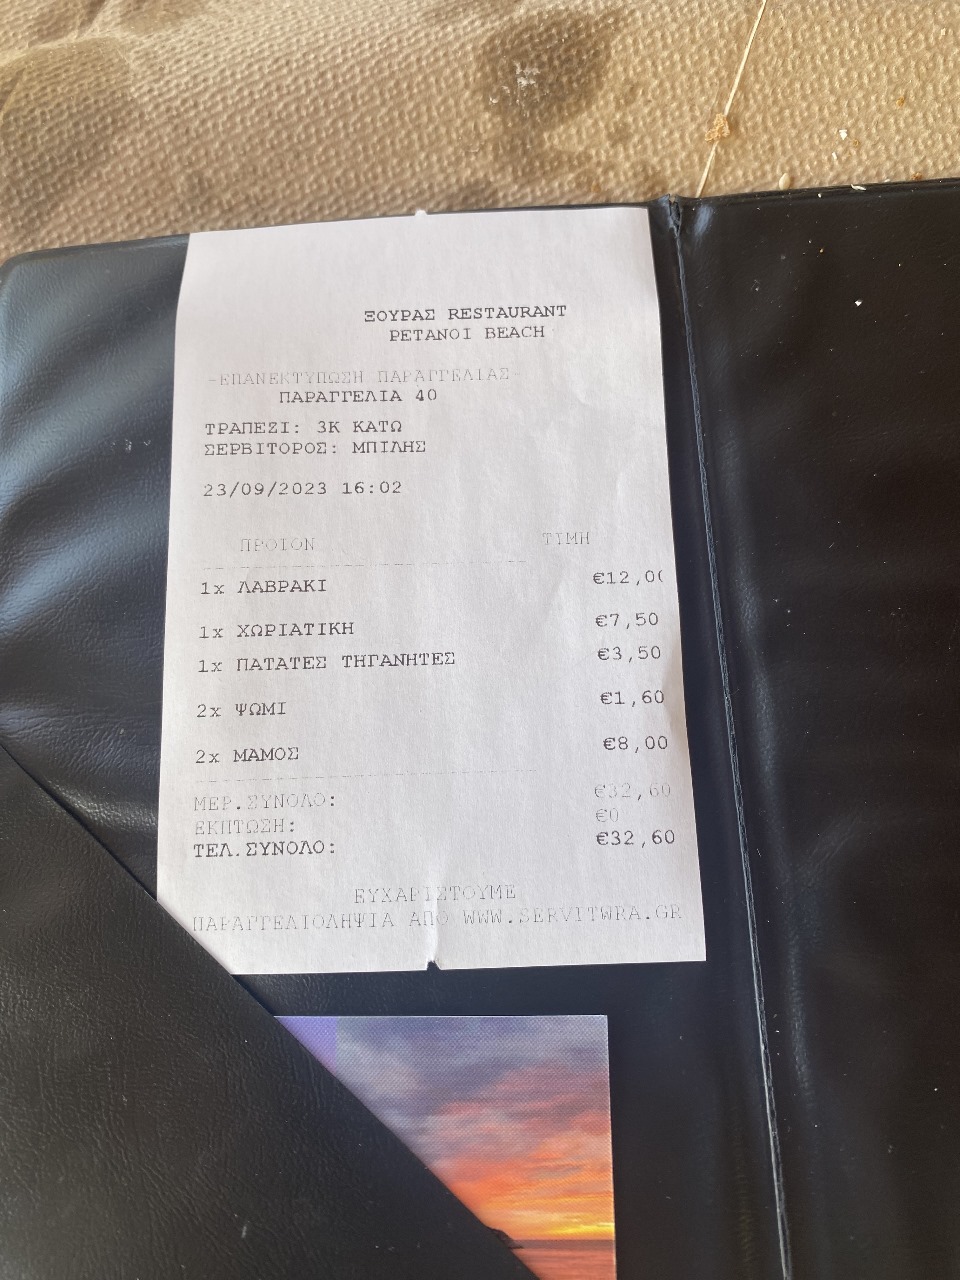 ΞΟΥΡΑΣ RESTAURANT
PETANOI BEACH
-ΕΠΑΝΕΚΤΥΠΩΣΗ ΠΑΡΑΓΓΕΛΙΑΣ-
ΠΑΡΑΓΓΕΛΙΑ 40
ΤΡΑΠΕΖΙ: 3Κ ΚΑΤΩ
ΣΕΡΒΙΤΟΡΟΣ: ΜΠΙΛΗΣ
23/09/2023 16:02
ΠΡΟΙΟΝ ΤΙΜΗ
1x ΛΑΒΡΑΚΙ €12,00
1x ΧΩΡΙΑΤΙΚΗ €7,50
1x ΠΑΤΑΤΕΣ ΤΗΓΑΝΗΤΕΣ €3,50
2x ΨΩΜΙ €1,60
2x ΜΑΜΟΣ €8,00
ΜΕΡ.ΣΥΝΟΛΟ: €32,60
ΕΚΠΤΩΣΗ: €0
ΤΕΛ.ΣΥΝΟΛΟ: €32,60
ΕΥΧΑΡΙΣΤΟΥΜΕ
ΠΑΡΑΓΓΕΛΙΟΛΗΨΙΑ ΑΠΟ WWW.SERVITWRA.GR